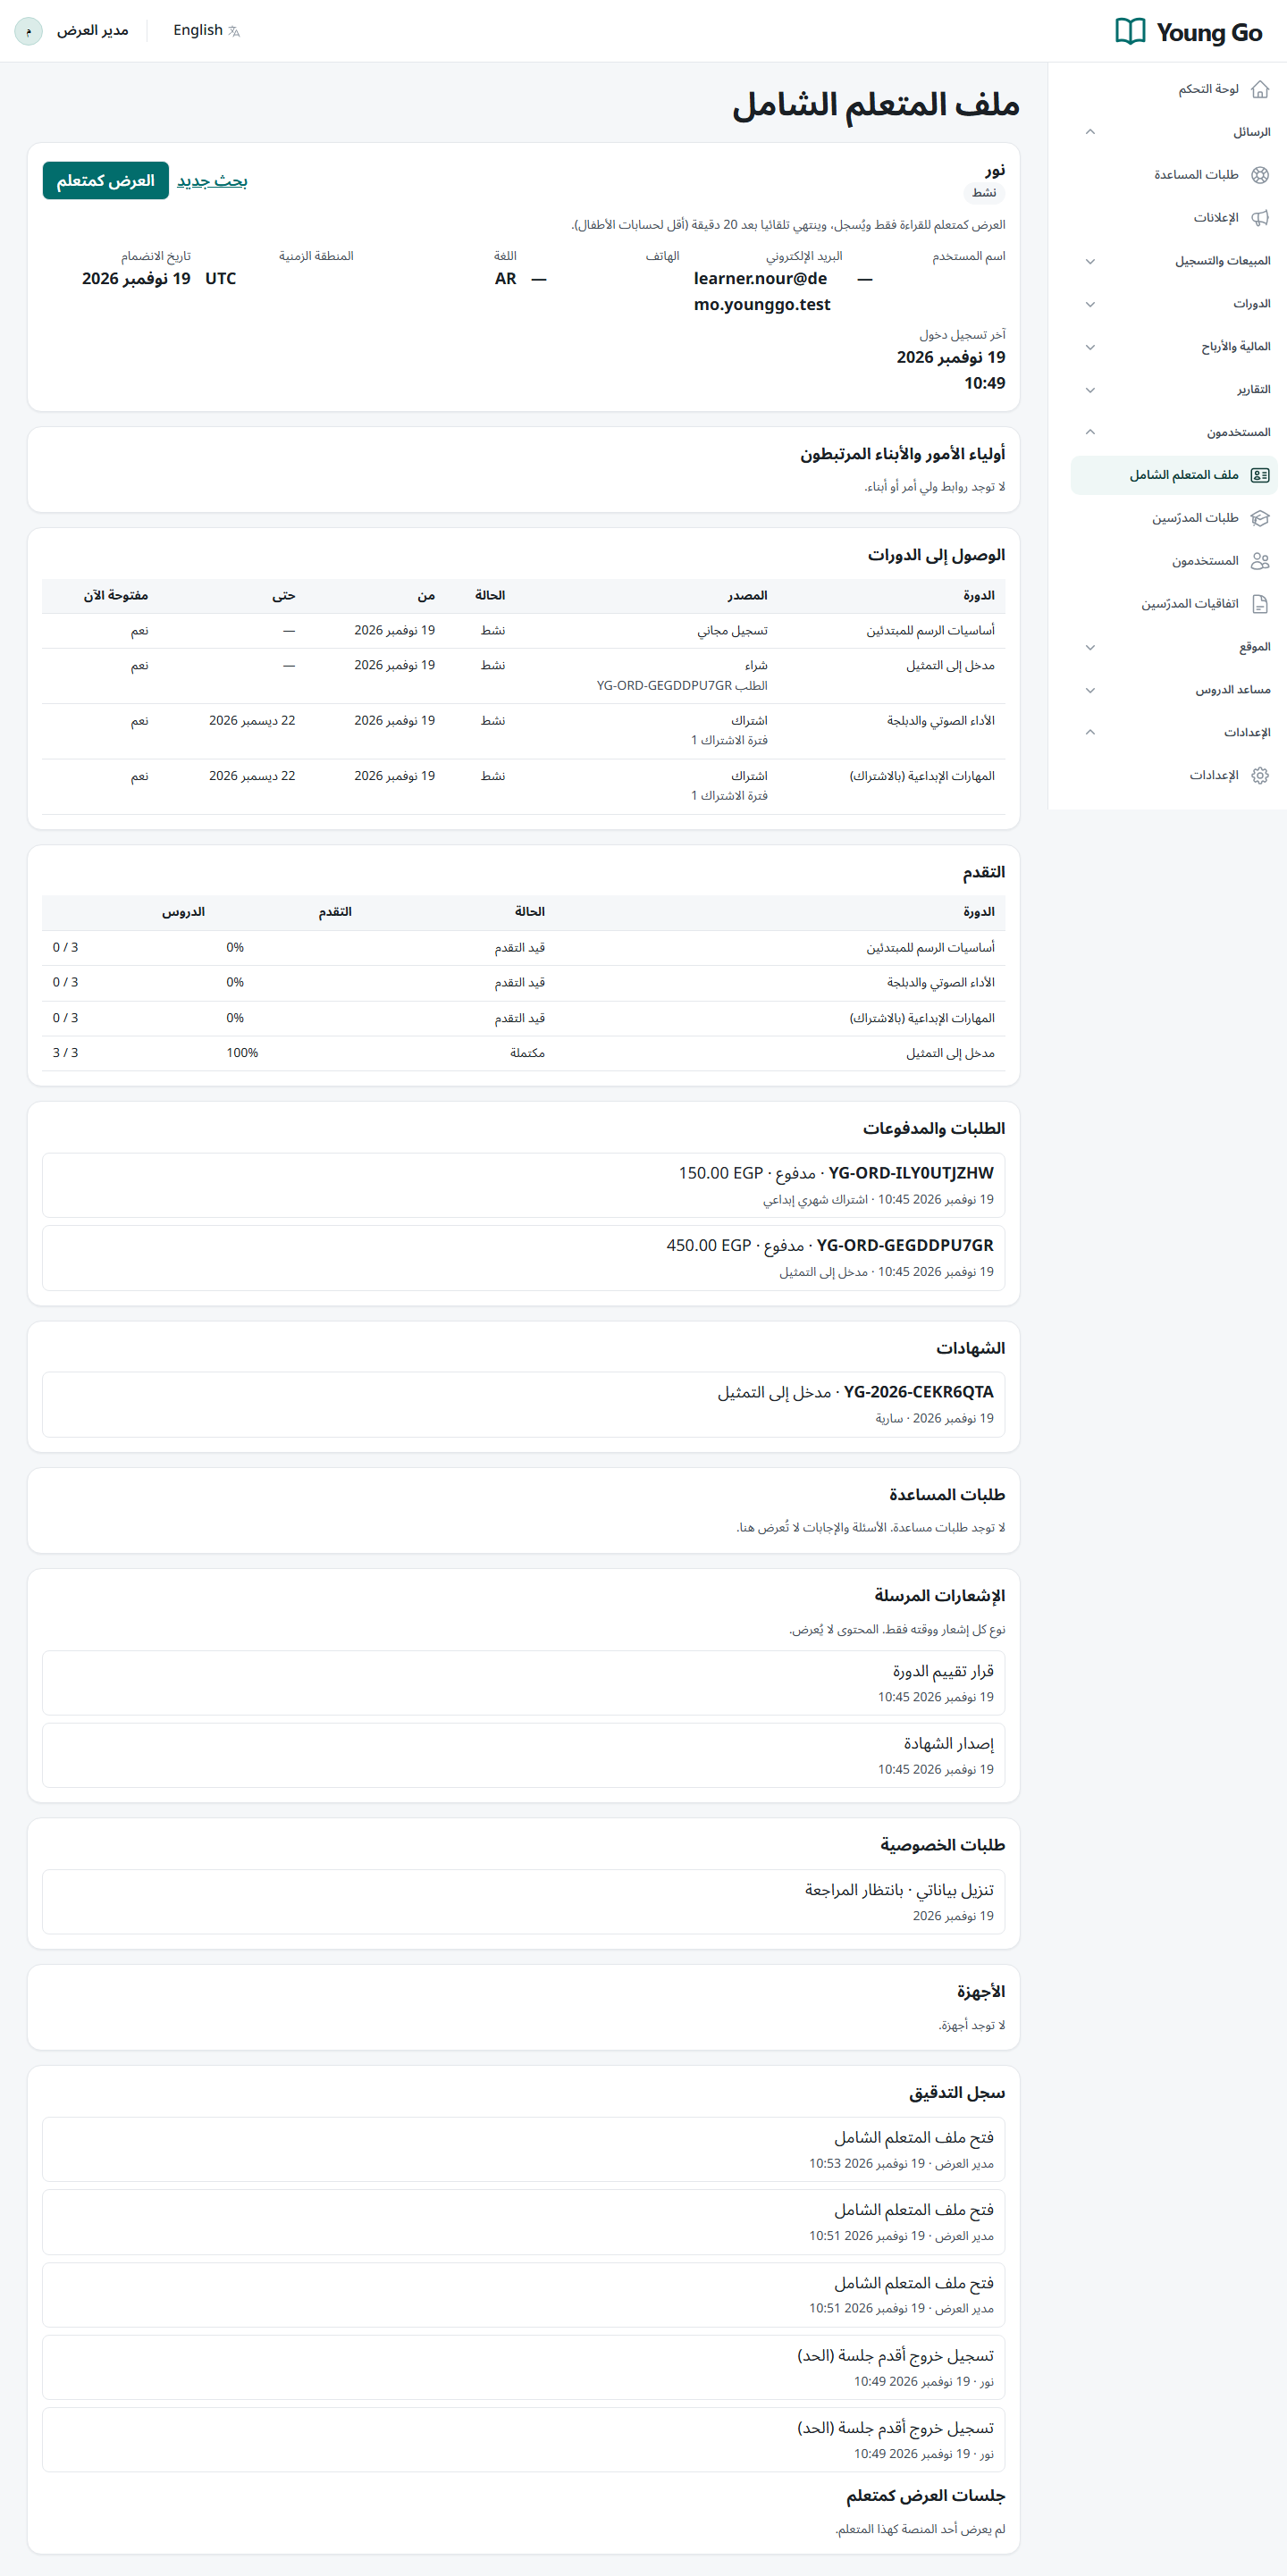 Young Go
English
مدير العرض
م
لوحة التحكم
الرسائل
طلبات المساعدة
الإعلانات
المبيعات والتسجيل
الدورات
المالية والأرباح
التقارير
المستخدمون
ملف المتعلم الشامل
طلبات المدرّسين
المستخدمون
اتفاقيات المدرّسين
الموقع
مساعد الدروس
الإعدادات
الإعدادات
ملف المتعلم الشامل
نور
نشط
بحث جديد
العرض كمتعلم
العرض كمتعلم للقراءة فقط ويُسجل، وينتهي تلقائيا بعد 20 دقيقة (أقل لحسابات الأطفال).
اسم المستخدم
—
البريد الإلكتروني
learner.nour@de
mo.younggo.test
الهاتف
—
اللغة
AR
المنطقة الزمنية
UTC
تاريخ الانضمام
19 نوفمبر 2026
آخر تسجيل دخول
19 نوفمبر 2026
10:49
أولياء الأمور والأبناء المرتبطون
لا توجد روابط ولي أمر أو أبناء.
الوصول إلى الدورات
الدورة المصدر الحالة من حتى مفتوحة الآن
أساسيات الرسم للمبتدئين تسجيل مجاني نشط 19 نوفمبر 2026 — نعم
مدخل إلى التمثيل شراء نشط 19 نوفمبر 2026 — نعم
الطلب YG-ORD-GEGDDPU7GR
الأداء الصوتي والدبلجة اشتراك نشط 19 نوفمبر 2026 22 ديسمبر 2026 نعم
فترة الاشتراك 1
المهارات الإبداعية (بالاشتراك) اشتراك نشط 19 نوفمبر 2026 22 ديسمبر 2026 نعم
فترة الاشتراك 1
التقدم
الدورة الحالة التقدم الدروس
أساسيات الرسم للمبتدئين قيد التقدم 0% 0 / 3
الأداء الصوتي والدبلجة قيد التقدم 0% 0 / 3
المهارات الإبداعية (بالاشتراك) قيد التقدم 0% 0 / 3
مدخل إلى التمثيل مكتملة 100% 3 / 3
الطلبات والمدفوعات
YG-ORD-ILY0UTJZHW · مدفوع · 150.00 EGP
19 نوفمبر 2026 10:45 · اشتراك شهري إبداعي
YG-ORD-GEGDDPU7GR · مدفوع · 450.00 EGP
19 نوفمبر 2026 10:45 · مدخل إلى التمثيل
الشهادات
YG-2026-CEKR6QTA · مدخل إلى التمثيل
19 نوفمبر 2026 · سارية
طلبات المساعدة
لا توجد طلبات مساعدة. الأسئلة والإجابات لا تُعرض هنا.
الإشعارات المرسلة
نوع كل إشعار ووقته فقط. المحتوى لا يُعرض.
قرار تقييم الدورة
19 نوفمبر 2026 10:45
إصدار الشهادة
19 نوفمبر 2026 10:45
طلبات الخصوصية
تنزيل بياناتي · بانتظار المراجعة
19 نوفمبر 2026
الأجهزة
لا توجد أجهزة.
سجل التدقيق
فتح ملف المتعلم الشامل
مدير العرض · 19 نوفمبر 2026 10:53
فتح ملف المتعلم الشامل
مدير العرض · 19 نوفمبر 2026 10:51
فتح ملف المتعلم الشامل
مدير العرض · 19 نوفمبر 2026 10:51
تسجيل خروج أقدم جلسة (الحد)
نور · 19 نوفمبر 2026 10:49
تسجيل خروج أقدم جلسة (الحد)
نور · 19 نوفمبر 2026 10:49
جلسات العرض كمتعلم
لم يعرض أحد المنصة كهذا المتعلم.